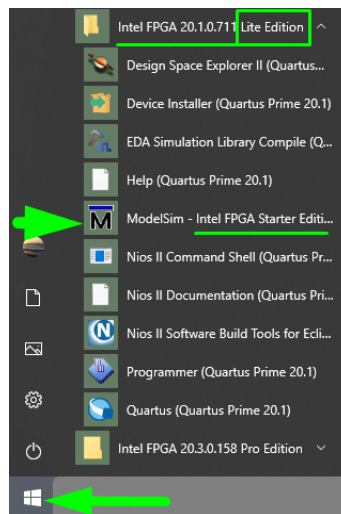 Intel FPGA 20.1.0.711 Lite Edition
Design Space Explorer II (Quartus...
Device Installer (Quartus Prime 20.1)
EDA Simulation Library Compile (Q...
Help (Quartus Prime 20.1)
M
ModelSim - Intel FPGA Starter Editi...
Nios II Command Shell (Quartus Pr...
Nios II Documentation (Quartus Pri...
N
Nios II Software Build Tools for Ecli...
Programmer (Quartus Prime 20.1)
Quartus (Quartus Prime 20.1)
Intel FPGA 20.3.0.158 Pro Edition